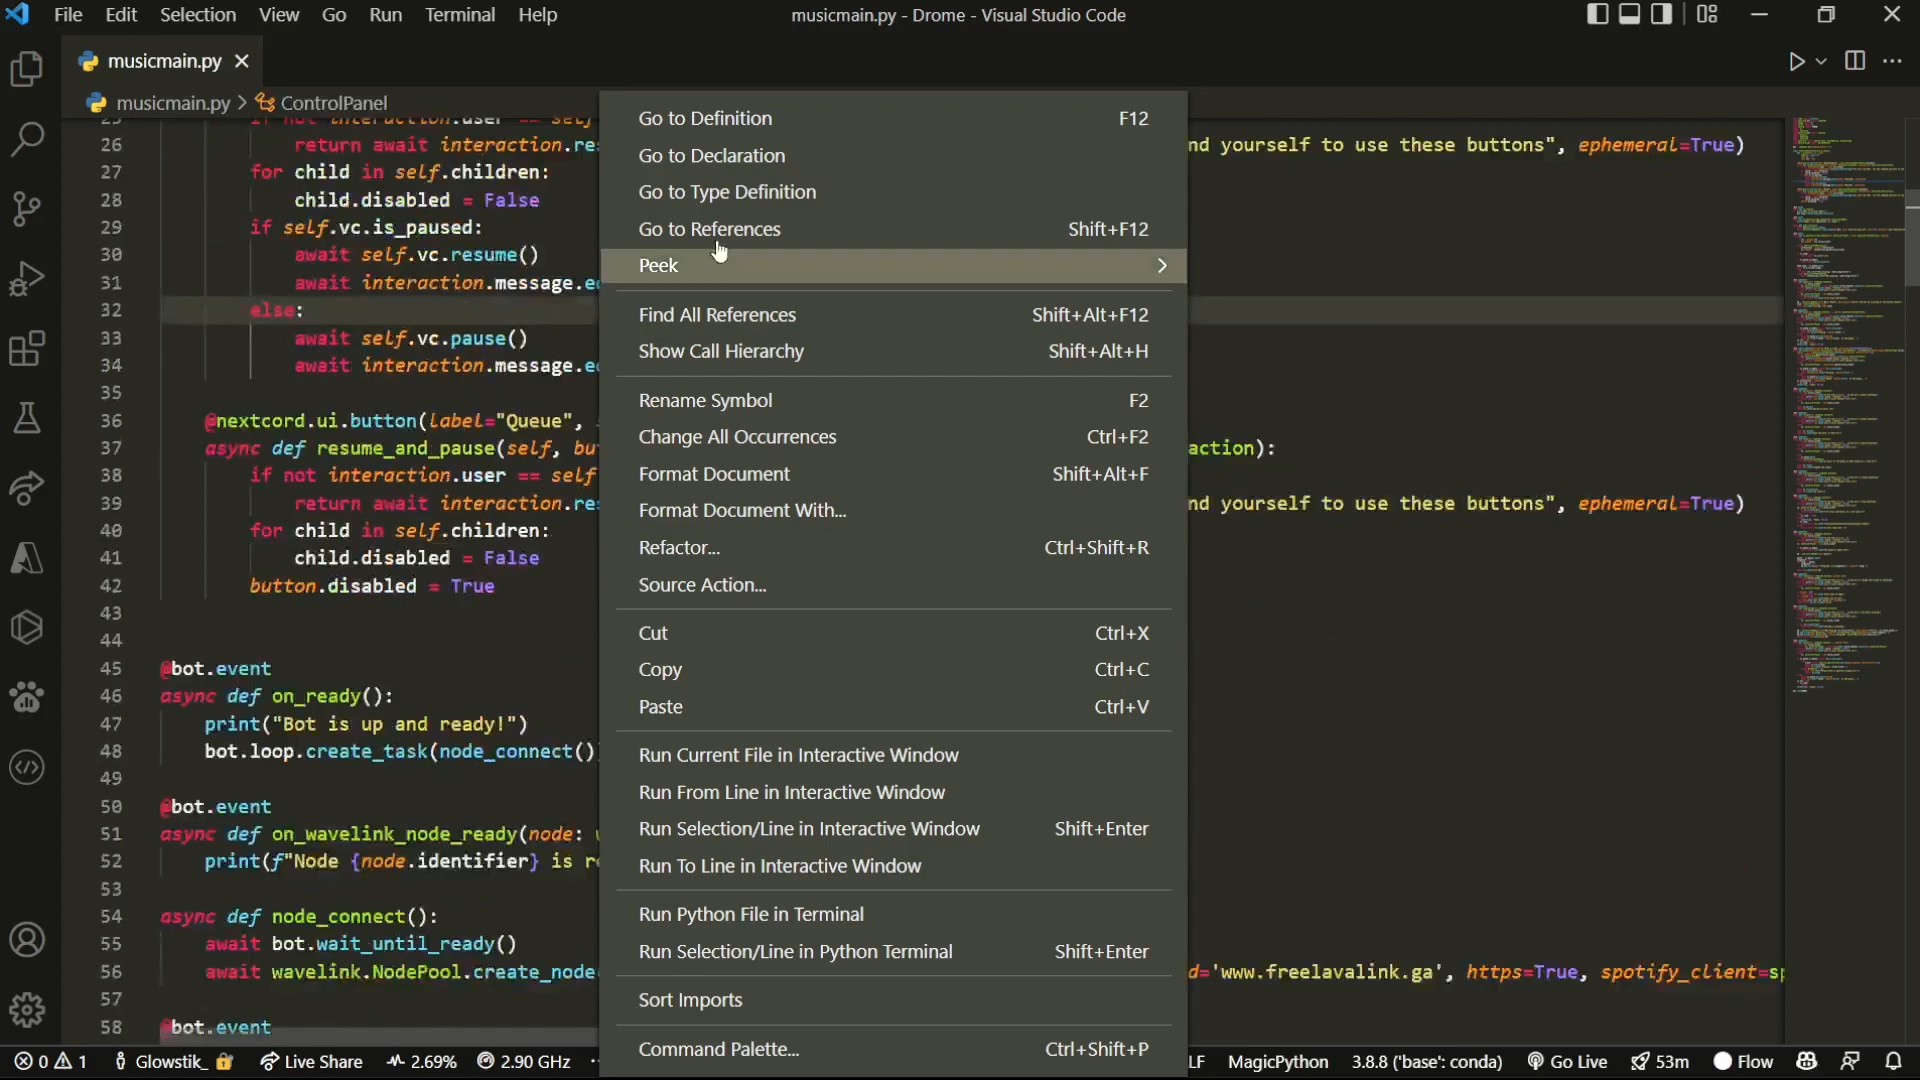 File Edit Selection View Go Run Terminal Help musicmain.py - Drome - Visual Studio Code
musicmain.py
musicmain.py > ControlPanel
26 return await interaction.res nd yourself to use these buttons", ephemeral=True)
27 for child in self.children:
28 child.disabled = False
29 if self.vc.is_paused:
30 await self.vc.resume()
31 await interaction.message.e
32 else:
33 await self.vc.pause()
34 await interaction.message.e
35
36 @nextcord.ui.button(label="Queue",
37 async def resume_and_pause(self, bu action):
38 if not interaction.user == self
39 return await interaction.res nd yourself to use these buttons", ephemeral=True)
40 for child in self.children:
41 child.disabled = False
42 button.disabled = True
43
44
45 @bot.event
46 async def on_ready():
47 print("Bot is up and ready!")
48 bot.loop.create_task(node_connect()
49
50 @bot.event
51 async def on_wavelink_node_ready(node:
52 print(f"Node {node.identifier} is re
53
54 async def node_connect():
55 await bot.wait_until_ready()
56 await wavelink.NodePool.create_node d='www.freelavalink.ga', https=True, spotify_client=sp
57
58 @bot.event
Go to Definition F12
Go to Declaration
Go to Type Definition
Go to References Shift+F12
Peek
Find All References Shift+Alt+F12
Show Call Hierarchy Shift+Alt+H
Rename Symbol F2
Change All Occurrences Ctrl+F2
Format Document Shift+Alt+F
Format Document With...
Refactor... Ctrl+Shift+R
Source Action...
Cut Ctrl+X
Copy Ctrl+C
Paste Ctrl+V
Run Current File in Interactive Window
Run From Line in Interactive Window
Run Selection/Line in Interactive Window Shift+Enter
Run To Line in Interactive Window
Run Python File in Terminal
Run Selection/Line in Python Terminal Shift+Enter
Sort Imports
Command Palette... Ctrl+Shift+P
0 1 Glowstik_ Live Share 2.69% 2.90 GHz LF MagicPython 3.8.8 ('base': conda) Go Live 53m Flow